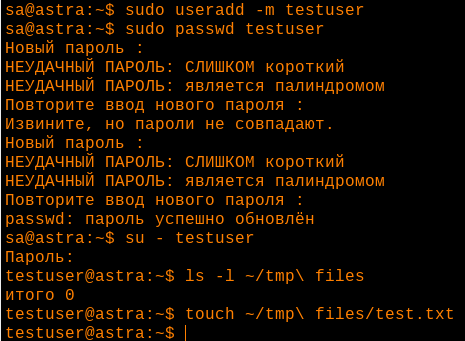 sa@astra:~$ sudo useradd -m testuser
sa@astra:~$ sudo passwd testuser
Новый пароль :
НЕУДАЧНЫЙ ПАРОЛЬ: СЛИШКОМ короткий
НЕУДАЧНЫЙ ПАРОЛЬ: является палиндромом
Повторите ввод нового пароля :
Извините, но пароли не совпадают.
Новый пароль :
НЕУДАЧНЫЙ ПАРОЛЬ: СЛИШКОМ короткий
НЕУДАЧНЫЙ ПАРОЛЬ: является палиндромом
Повторите ввод нового пароля :
passwd: пароль успешно обновлён
sa@astra:~$ su - testuser
Пароль:
testuser@astra:~$ ls -l ~/tmp\ files
итого 0
testuser@astra:~$ touch ~/tmp\ files/test.txt
testuser@astra:~$